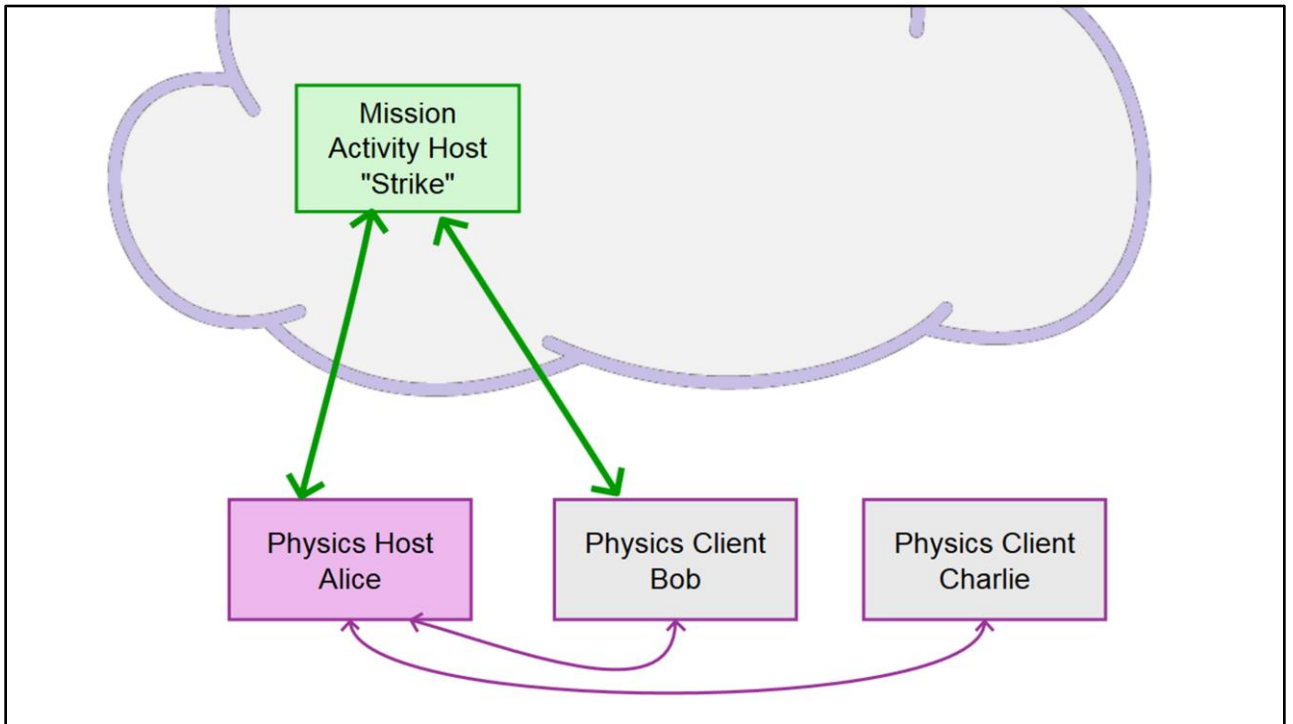 Mission
Activity Host
"Strike"
Physics Host
Alice
Physics Client
Bob
Physics Client
Charlie